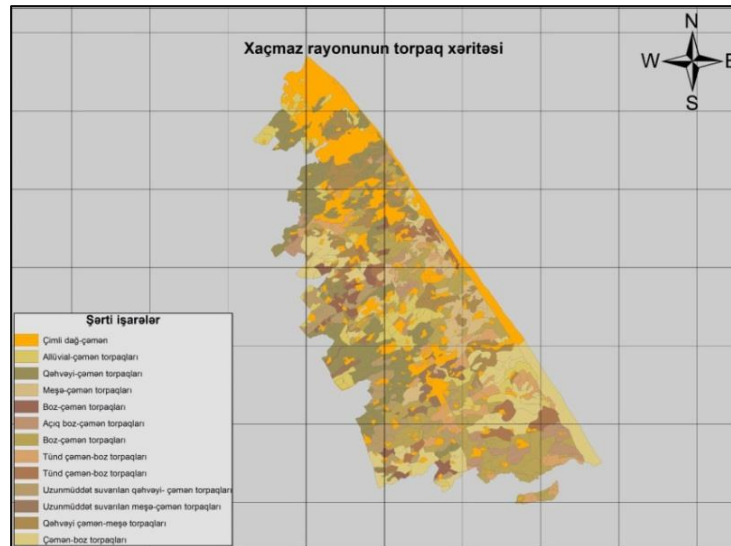 Xaçmaz rayonunun torpaq xəritəsi
N
W E
S
Şərti işarələr
Çimli dağ-çəmən
Allüvial-çəmən torpaqları
Qəhvəyi-çəmən torpaqları
Meşə-çəmən torpaqları
Boz-çəmən torpaqları
Açıq boz-çəmən torpaqları
Boz-çəmən torpaqları
Tünd çəmən-boz torpaqları
Tünd çəmən-boz torpaqları
Uzunmüddət suvarılan qəhvəyi- çəmən torpaqları
Uzunmüddət suvarılan meşə-çəmən torpaqları
Qəhvəyi çəmən-meşə torpaqları
Çəmən-boz torpaqları